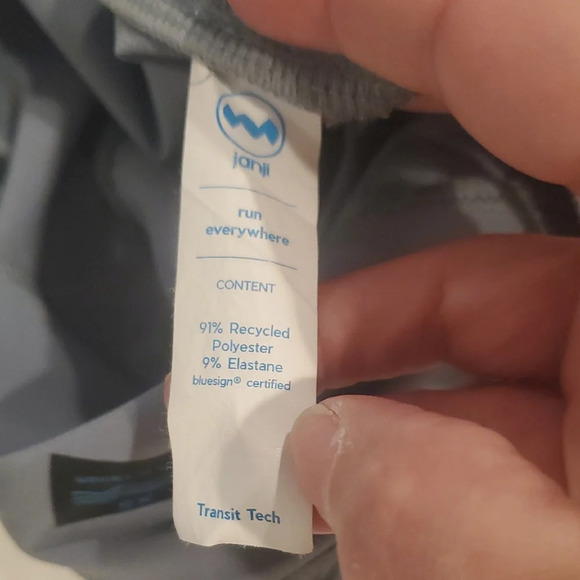 janji
run
everywhere
CONTENT
91% Recycled
Polyester
9% Elastane
bluesign® certified
Transit Tech